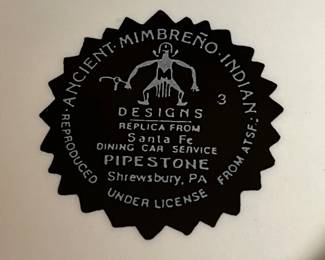 ANCIENT · MIMBREÑO · INDIAN
3
DESIGNS
REPLICA FROM
Santa Fe
DINING CAR SERVICE
PIPESTONE
Shrewsbury, PA
REPRODUCED UNDER LICENSE FROM ATSF.